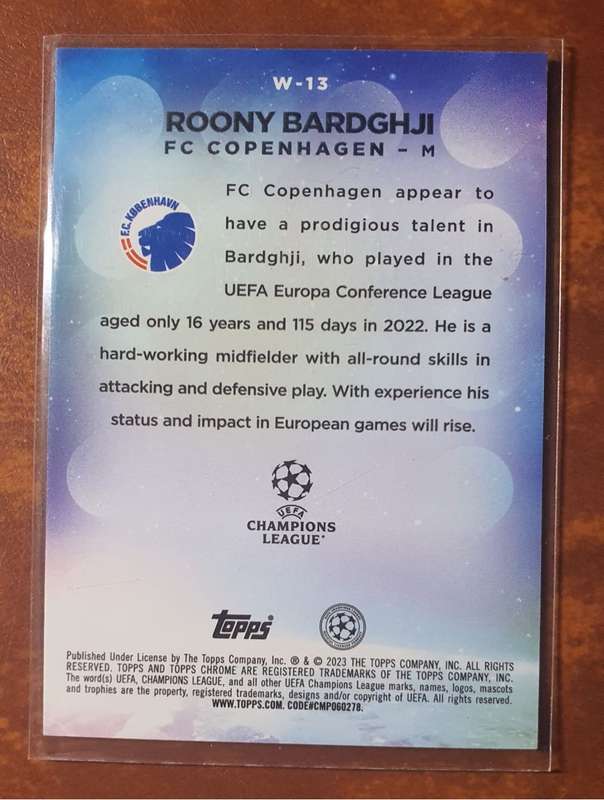 W-13
ROONY BARDGHJI
FC COPENHAGEN – M
F.C. KØBENHAVN
FC Copenhagen appear to
have a prodigious talent in
Bardghji, who played in the
UEFA Europa Conference League
aged only 16 years and 115 days in 2022. He is a
hard-working midfielder with all-round skills in
attacking and defensive play. With experience his
status and impact in European games will rise.
UEFA
CHAMPIONS
LEAGUE®
Topps®
Published Under License by The Topps Company, Inc. ® & © 2023 THE TOPPS COMPANY, INC. ALL RIGHTS
RESERVED. TOPPS AND TOPPS CHROME ARE REGISTERED TRADEMARKS OF THE TOPPS COMPANY, INC.
The word(s) UEFA, CHAMPIONS LEAGUE, and all other UEFA Champions League marks, names, logos, mascots
and trophies are the property, registered trademarks, designs and/or copyright of UEFA. All rights reserved.
WWW.TOPPS.COM. CODE#CMP060278.